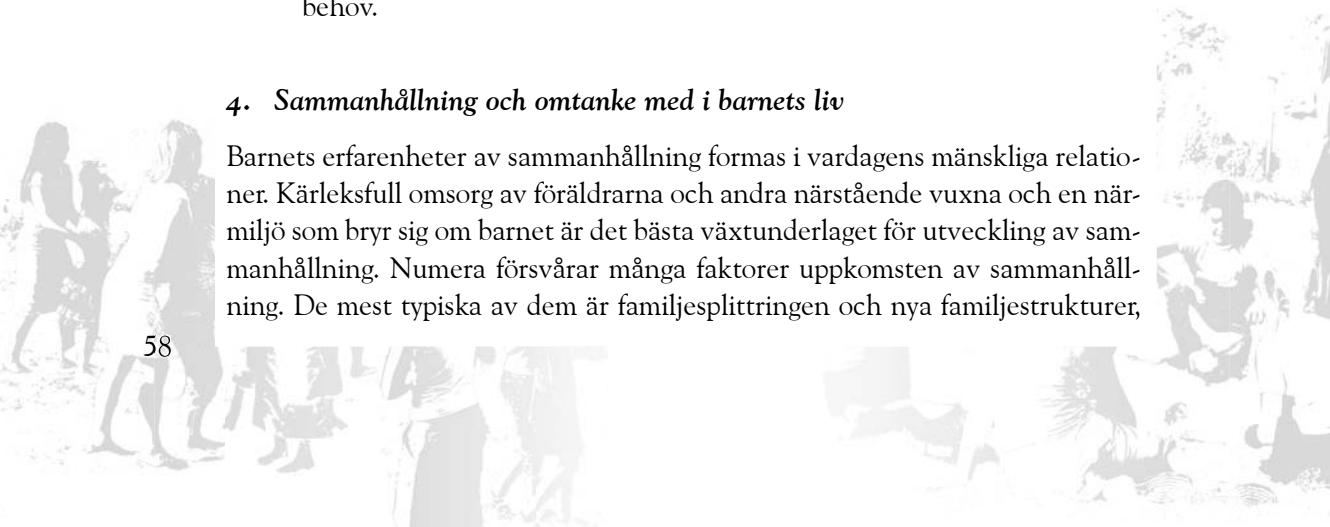 behov.
4. Sammanhållning och omtanke med i barnets liv
Barnets erfarenheter av sammanhållning formas i vardagens mänskliga relatio-
ner. Kärleksfull omsorg av föräldrarna och andra närstående vuxna och en när-
miljö som bryr sig om barnet är det bästa växtunderlaget för utveckling av sam-
manhållning. Numera försvårar många faktorer uppkomsten av sammanhåll-
ning. De mest typiska av dem är familjesplittringen och nya familjestrukturer,
58